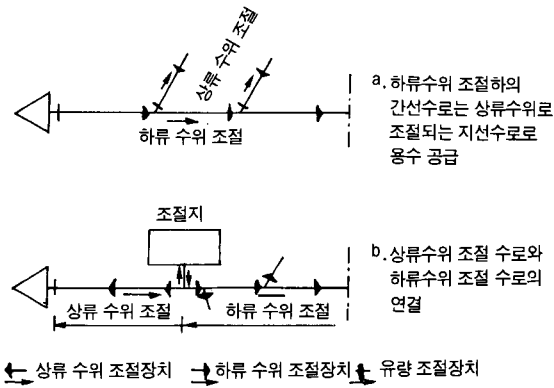 상류 수위 조절
하류 수위 조절
a. 하류수위 조절하의
간선수로는 상류수위로
조절되는 지선수로로
용수 공급
조절지
상류 수위 조절
하류 수위 조절
b. 상류수위 조절 수로와
하류수위 조절 수로의
연결
상류 수위 조절장치
하류 수위 조절장치
유량 조절장치